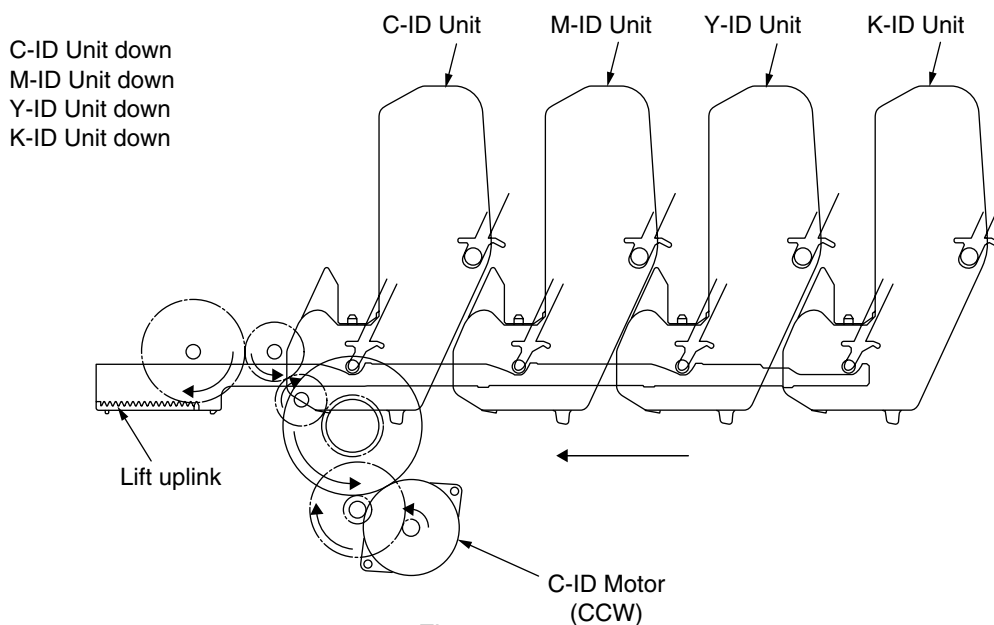 C-ID Unit
M-ID Unit
Y-ID Unit
K-ID Unit
C-ID Unit down
M-ID Unit down
Y-ID Unit down
K-ID Unit down
Lift uplink
C-ID Motor
(CCW)